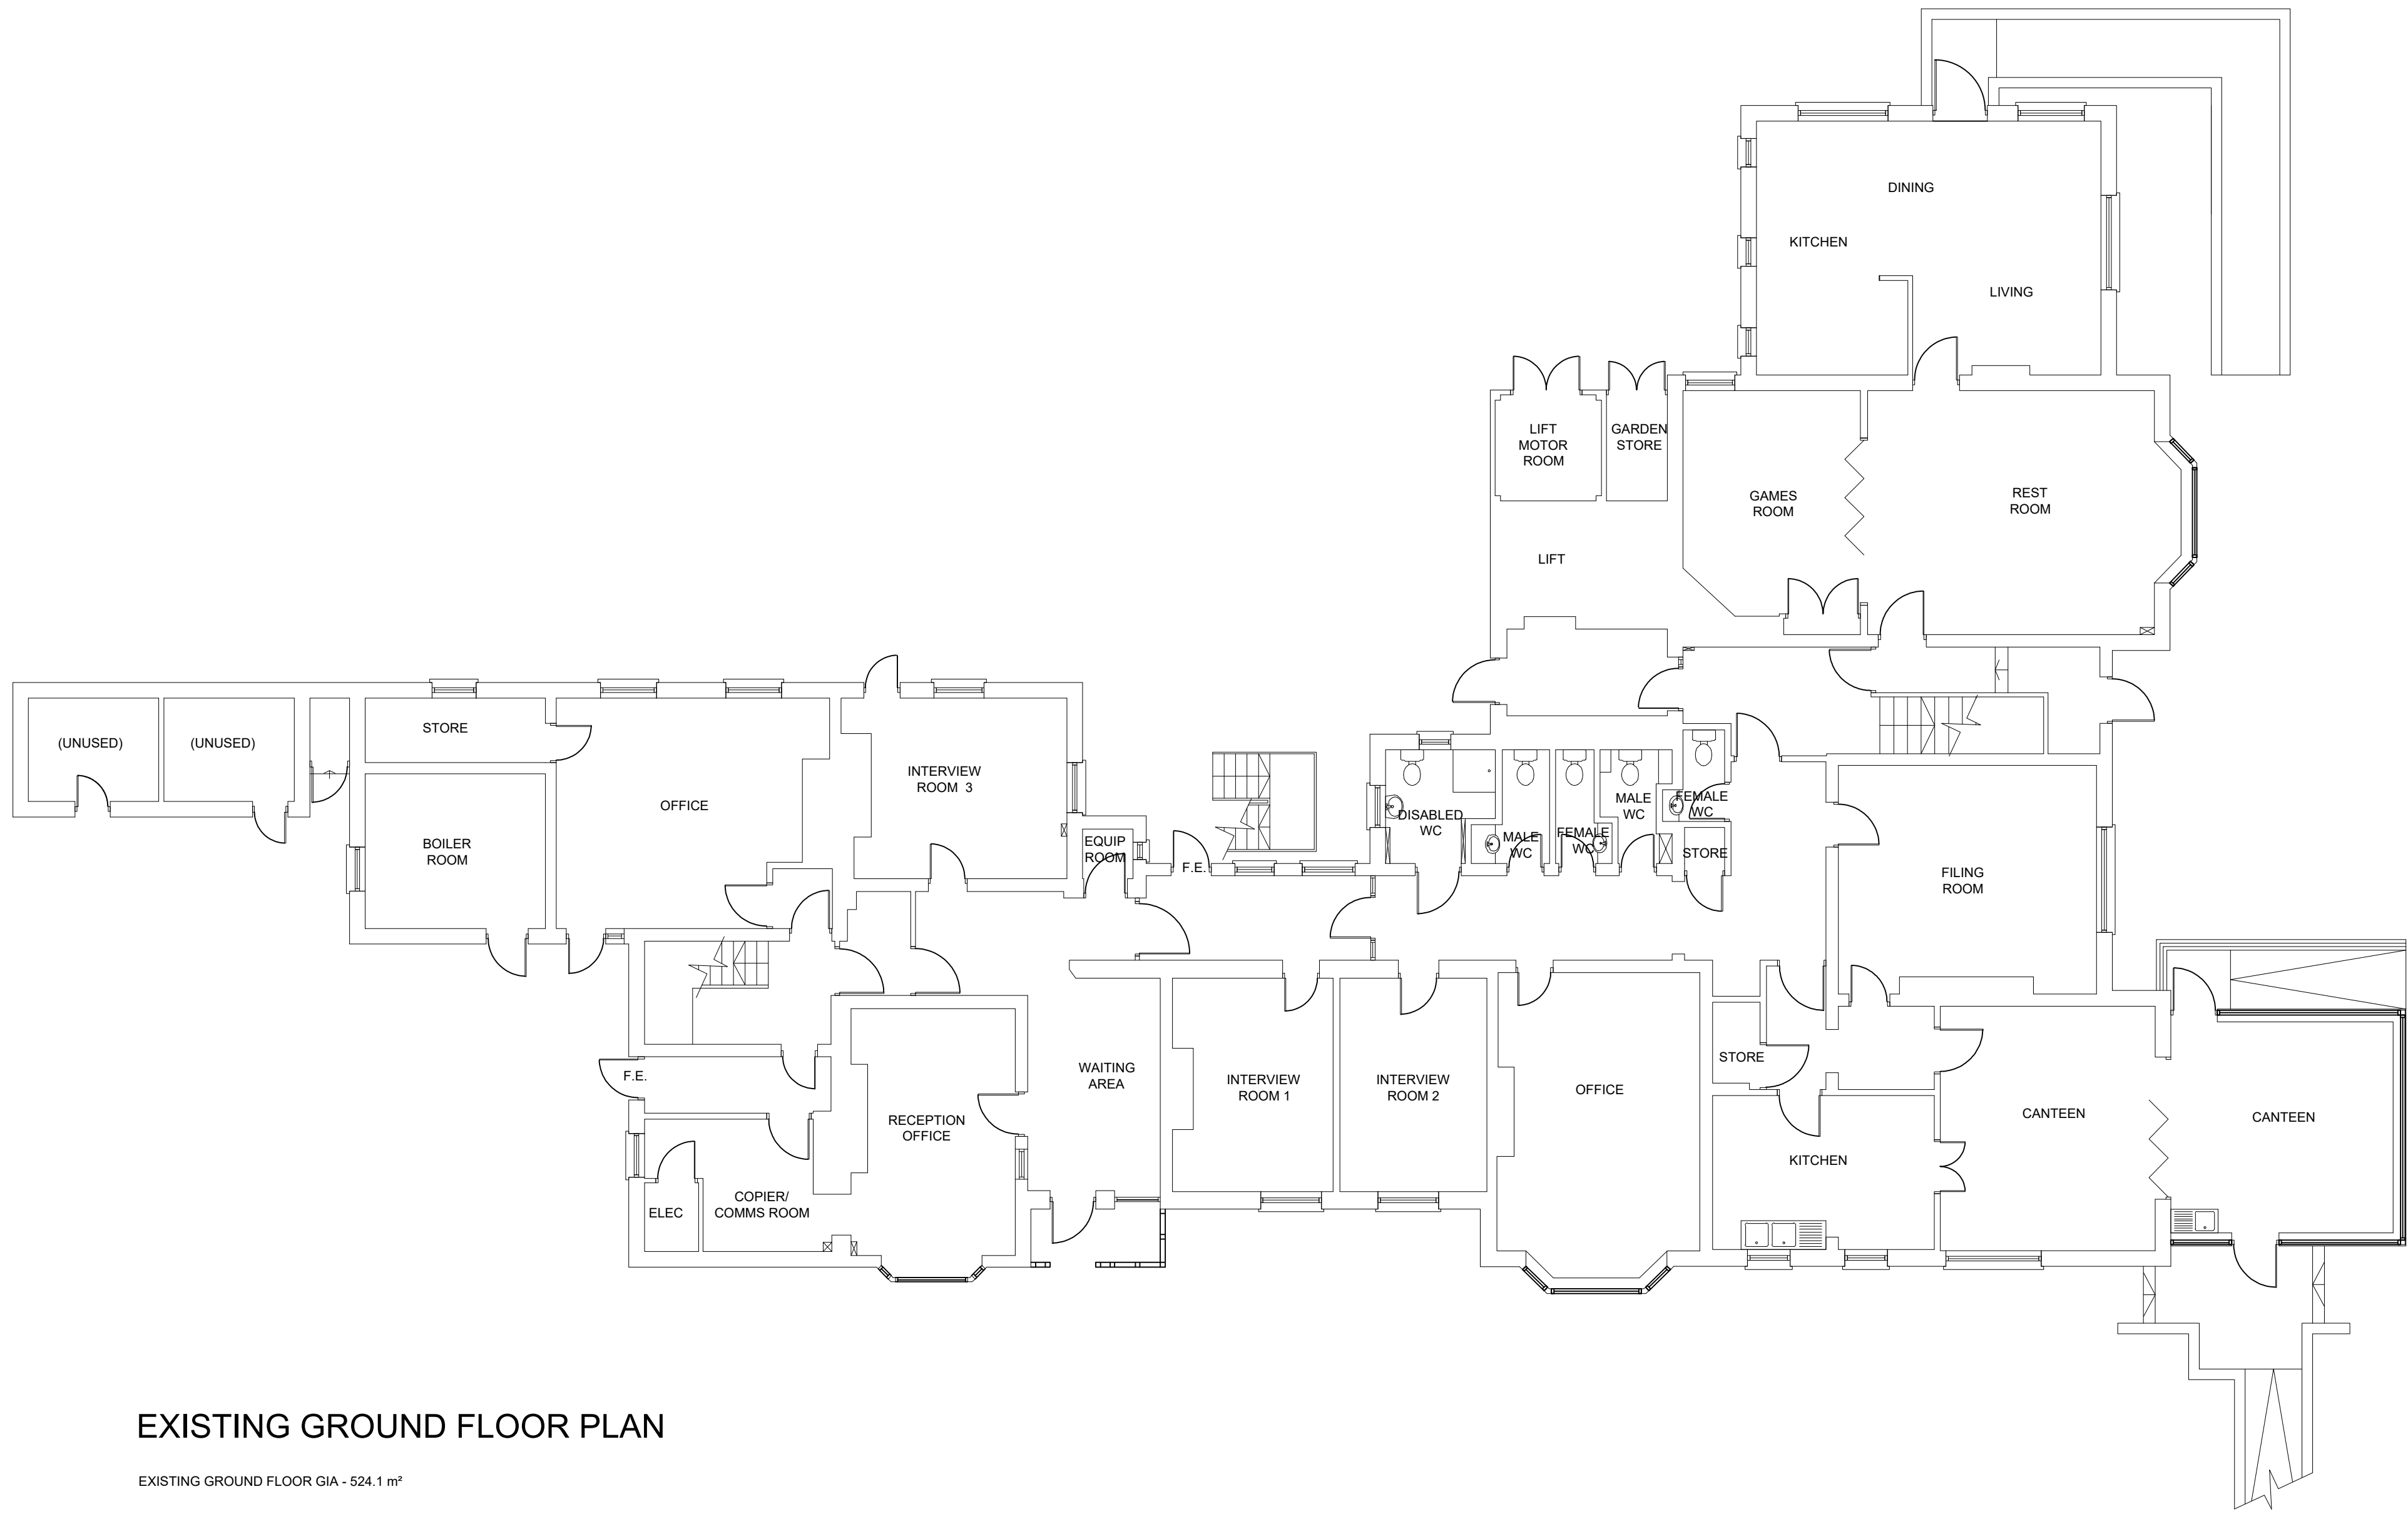 DINING
KITCHEN
LIVING
LIFT
MOTOR
ROOM
GARDEN
STORE
GAMES
ROOM
REST
ROOM
LIFT
(UNUSED)
(UNUSED)
STORE
OFFICE
INTERVIEW
ROOM 3
BOILER
ROOM
EQUIP
ROOM
F.E.
DISABLED
WC
MALE
WC
FEMALE
WC
MALE
WC
FEMALE
WC
STORE
FILING
ROOM
F.E.
RECEPTION
OFFICE
WAITING
AREA
INTERVIEW
ROOM 1
INTERVIEW
ROOM 2
OFFICE
STORE
KITCHEN
CANTEEN
CANTEEN
ELEC
COPIER/
COMMS ROOM
EXISTING GROUND FLOOR PLAN
EXISTING GROUND FLOOR GIA - 524.1 m²